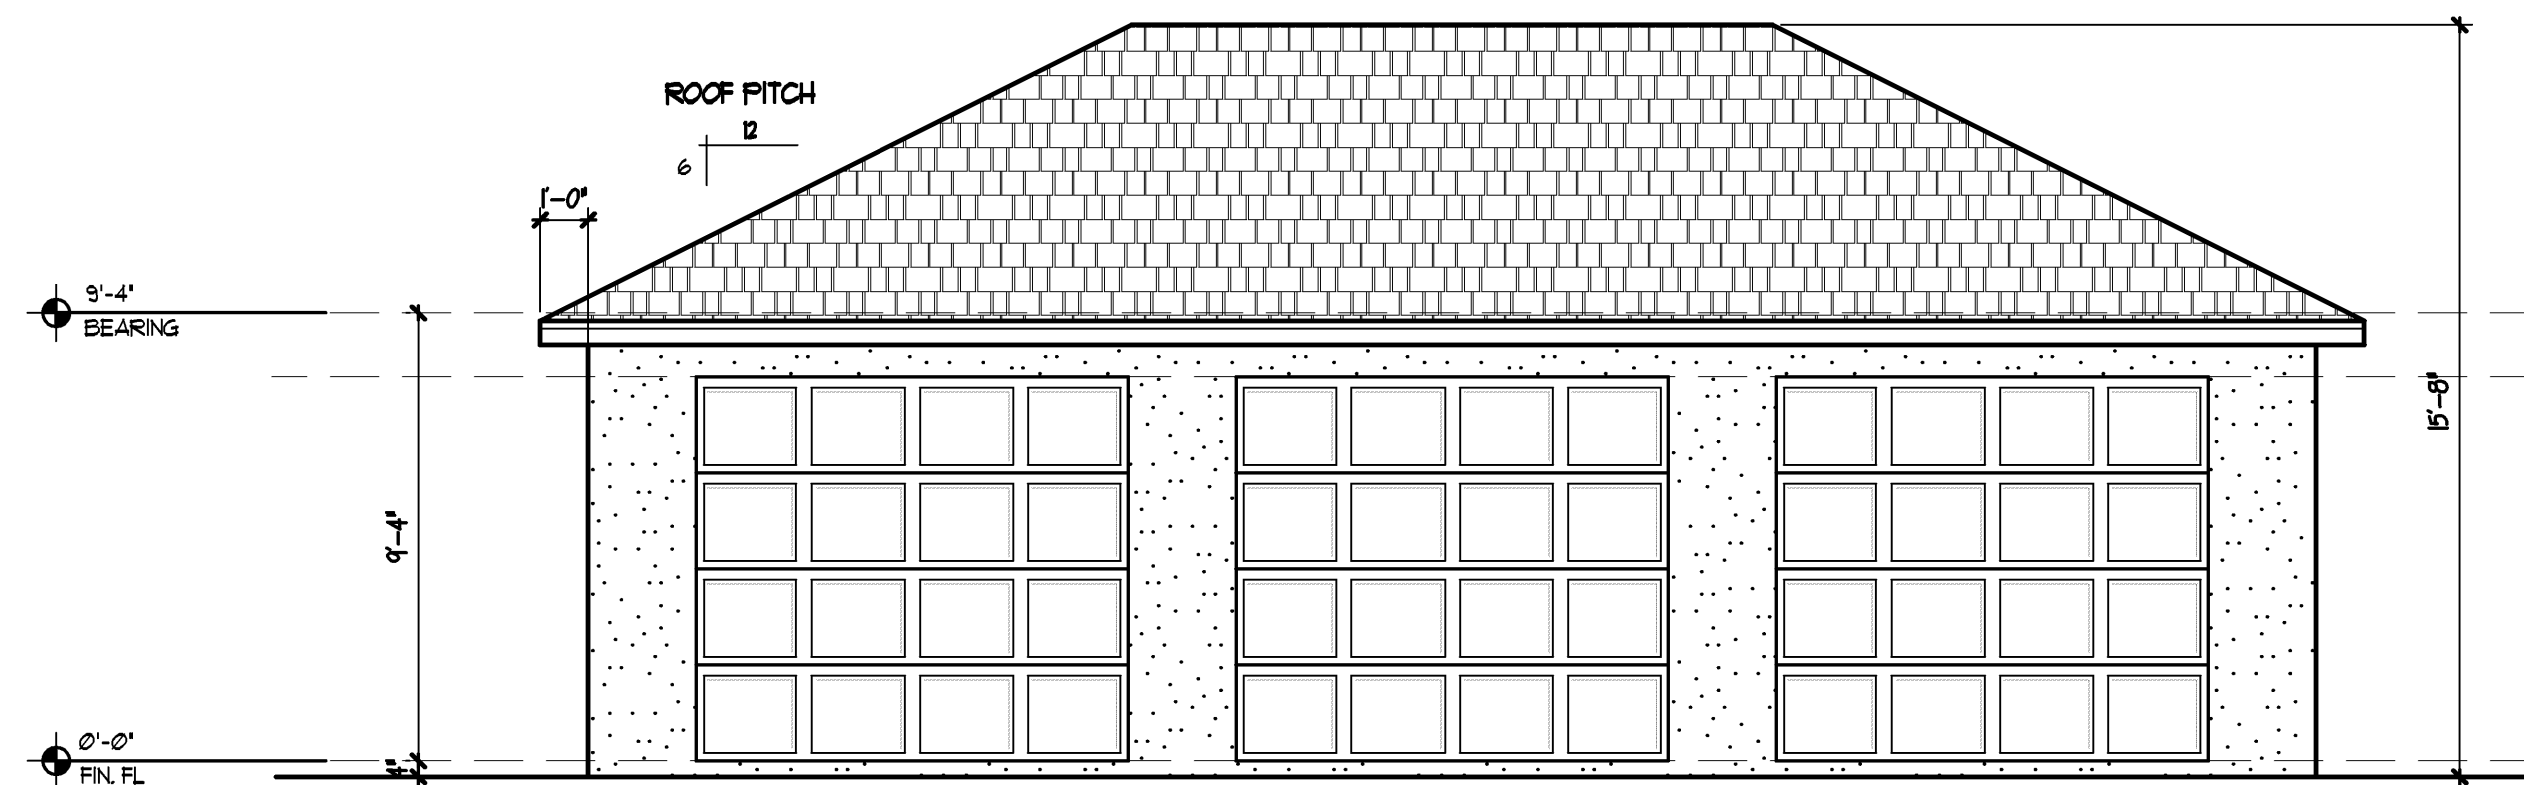 ROOF PITCH
12
6
1'-0"
9'-4"
BEARING
15'-8"
9'-4"
0'-0"
FIN. FL
4"